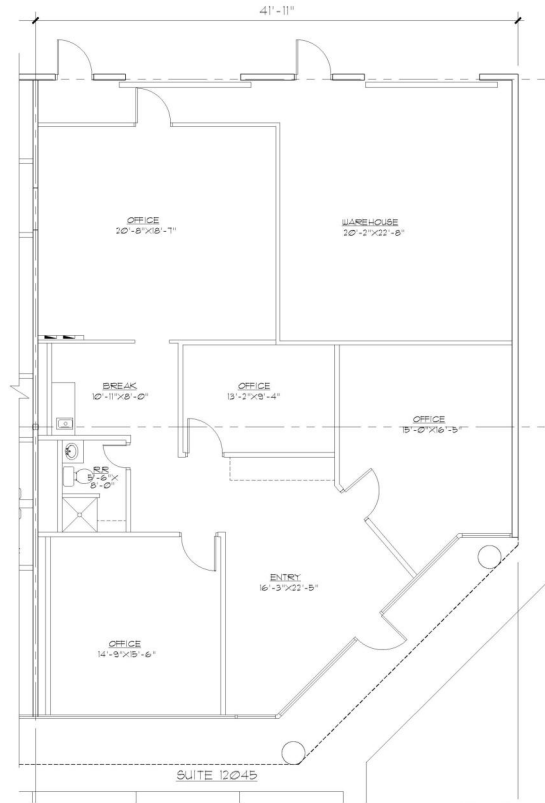 41'-11"
OFFICE
20'-8"X18'-7"
WAREHOUSE
20'-2"X22'-8"
BREAK
10'-11"X8'-0"
OFFICE
13'-2"X9'-4"
OFFICE
15'-0"X16'-5"
R.R.
5'-6"X
8'-0"
ENTRY
16'-3"X22'-5"
OFFICE
14'-9"X15'-6"
SUITE 12045